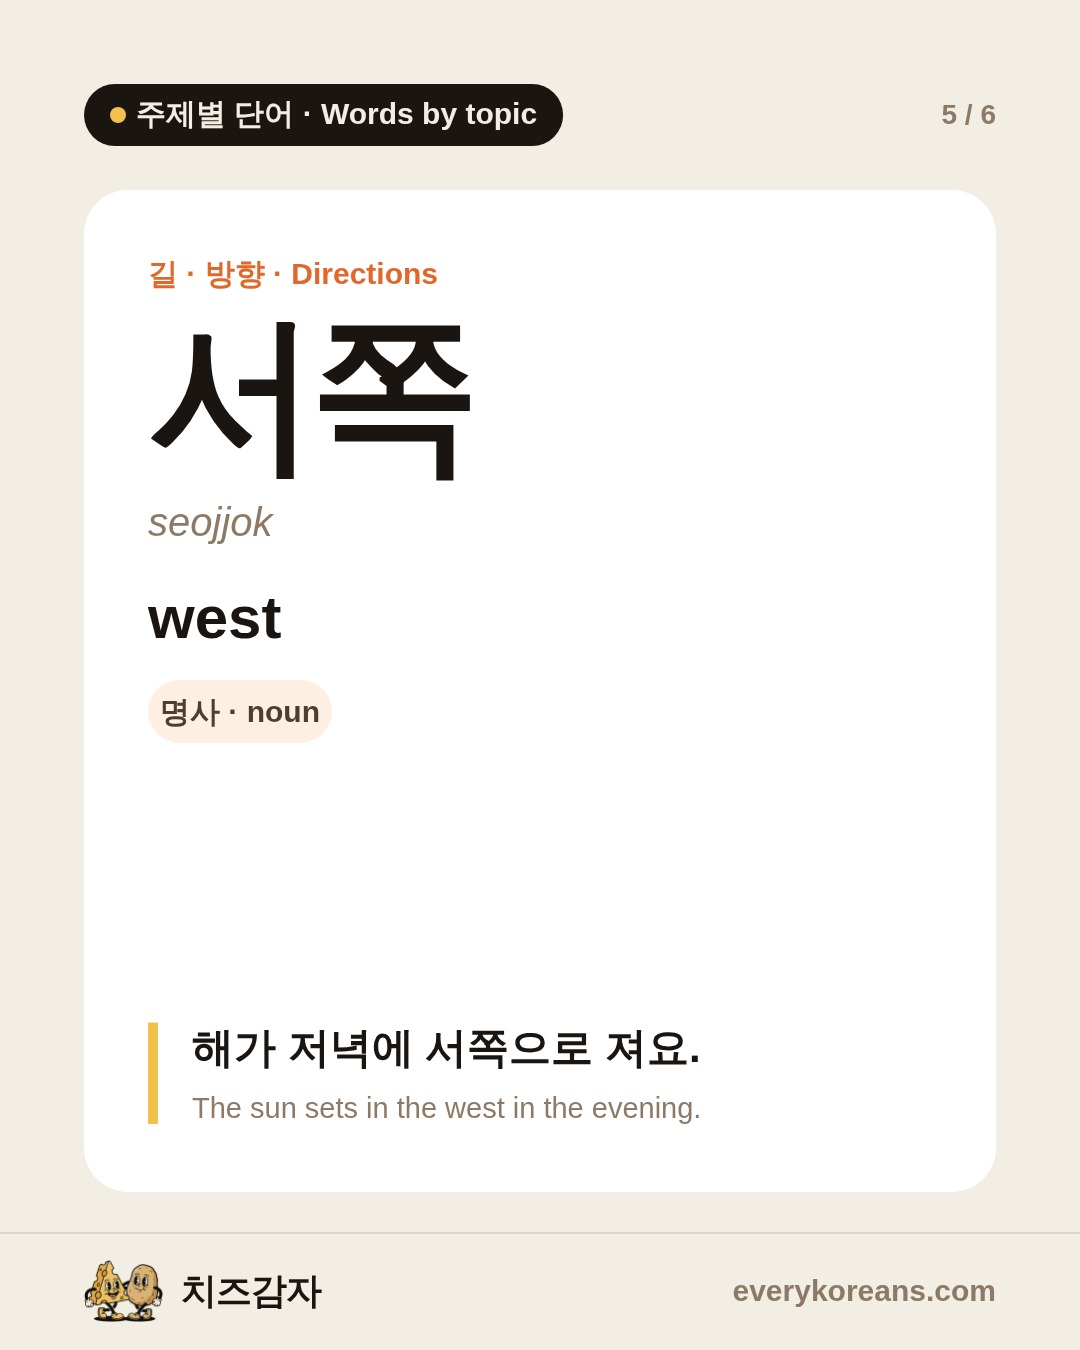 주제별 단어 · Words by topic
5 / 6
길 · 방향 · Directions
서쪽
seojjok
west
명사 · noun
해가 저녁에 서쪽으로 져요.
The sun sets in the west in the evening.
치즈감자
everykoreans.com